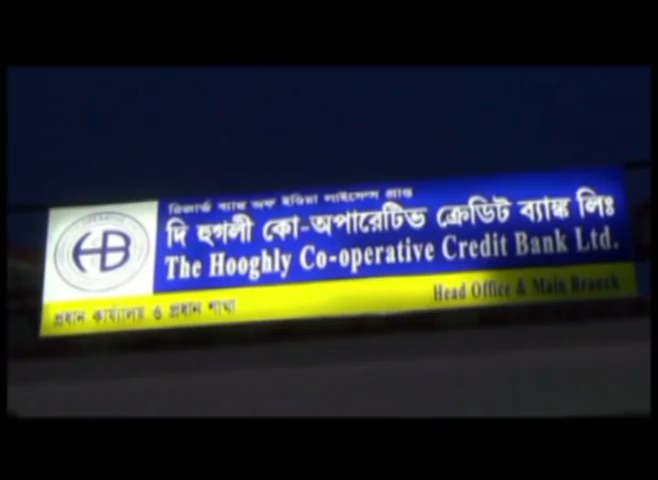 রিজার্ভ ব্যাঙ্ক অফ ইন্ডিয়া লাইসেন্স প্রাপ্ত
দি হুগলী কো-অপারেটিভ ক্রেডিট ব্যাঙ্ক লিঃ
The Hooghly Co-operative Credit Bank Ltd.
HB
প্রধান কার্য্যালয় ও প্রধান শাখা
Head Office & Main Branch